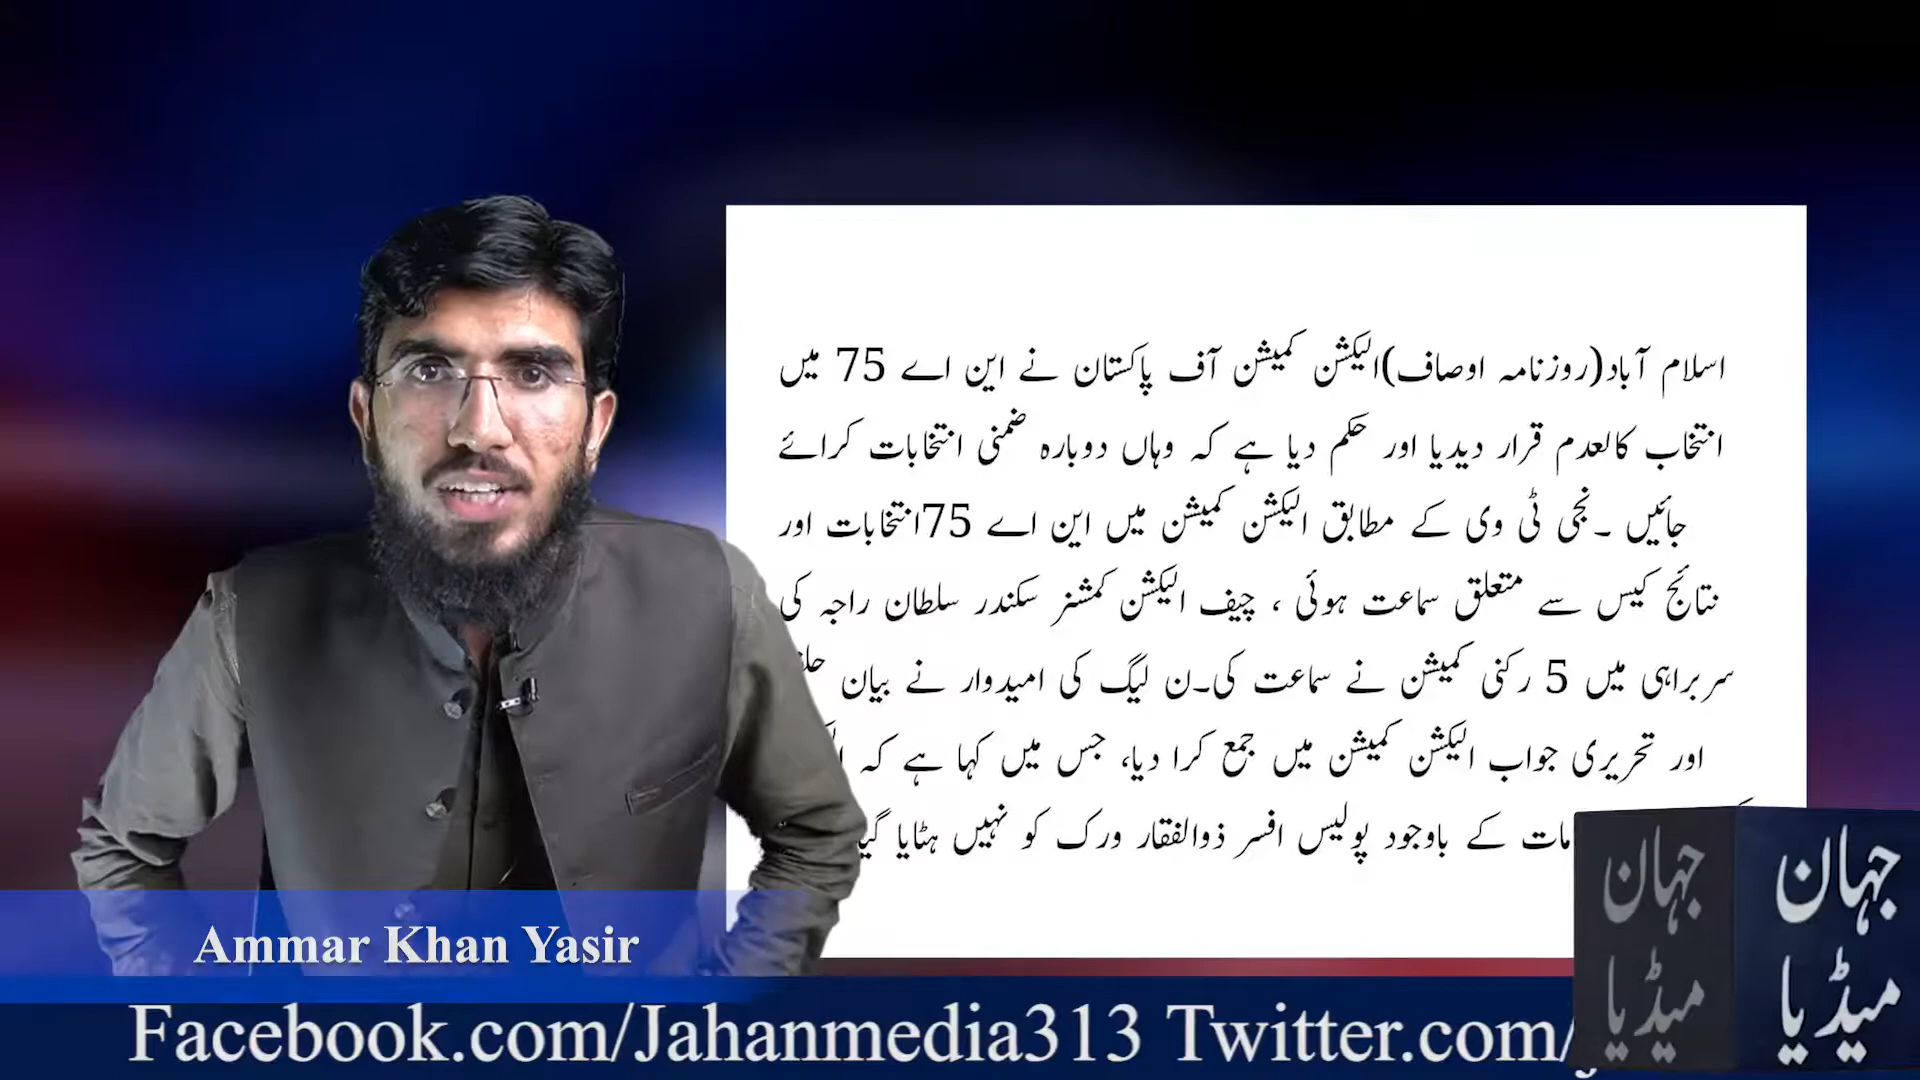 اسلام آباد(روزنامہ اوصاف)الیکشن کمیشن آف پاکستان نے این اے 75 میں
انتخاب کالعدم قرار دیدیا اور حکم دیا ہے کہ وہاں دوبارہ ضمنی انتخابات کرائے
جائیں ۔نجی ٹی وی کے مطابق الیکشن کمیشن میں این اے 75انتخابات اور
نتائج کیس سے متعلق سماعت ہوئی ، چیف الیکشن کمشنر سکندر سلطان راجہ کی
سربراہی میں 5 رکنی کمیشن نے سماعت کی۔ن لیگ کی امیدوار نے بیان
اور تحریری جواب الیکشن کمیشن میں جمع کرا دیا، جس میں کہا ہے کہ
کے باوجود پولیس افسر ذوالفقار ورک کو نہیں ہٹایا
Ammar Khan Yasir
Facebook.com/Jahanmedia313 Twitter.com/
جہان
میڈیا
جہان
میڈیا